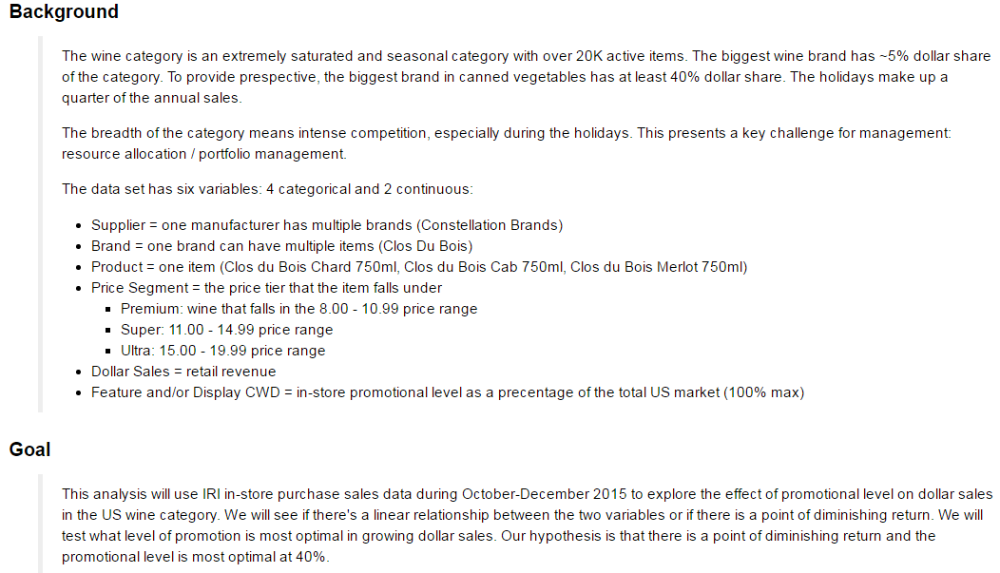 Background
The wine category is an extremely saturated and seasonal category with over 20K active items. The biggest wine brand has ~5% dollar share
of the category. To provide prespective, the biggest brand in canned vegetables has at least 40% dollar share. The holidays make up a
quarter of the annual sales.
The breadth of the category means intense competition, especially during the holidays. This presents a key challenge for management:
resource allocation / portfolio management.
The data set has six variables: 4 categorical and 2 continuous:
• Supplier = one manufacturer has multiple brands (Constellation Brands)
• Brand = one brand can have multiple items (Clos Du Bois)
• Product = one item (Clos du Bois Chard 750ml, Clos du Bois Cab 750ml, Clos du Bois Merlot 750ml)
• Price Segment = the price tier that the item falls under
▪ Premium: wine that falls in the 8.00 - 10.99 price range
▪ Super: 11.00 - 14.99 price range
▪ Ultra: 15.00 - 19.99 price range
• Dollar Sales = retail revenue
• Feature and/or Display CWD = in-store promotional level as a precentage of the total US market (100% max)
Goal
This analysis will use IRI in-store purchase sales data during October-December 2015 to explore the effect of promotional level on dollar sales
in the US wine category. We will see if there's a linear relationship between the two variables or if there is a point of diminishing return. We will
test what level of promotion is most optimal in growing dollar sales. Our hypothesis is that there is a point of diminishing return and the
promotional level is most optimal at 40%.